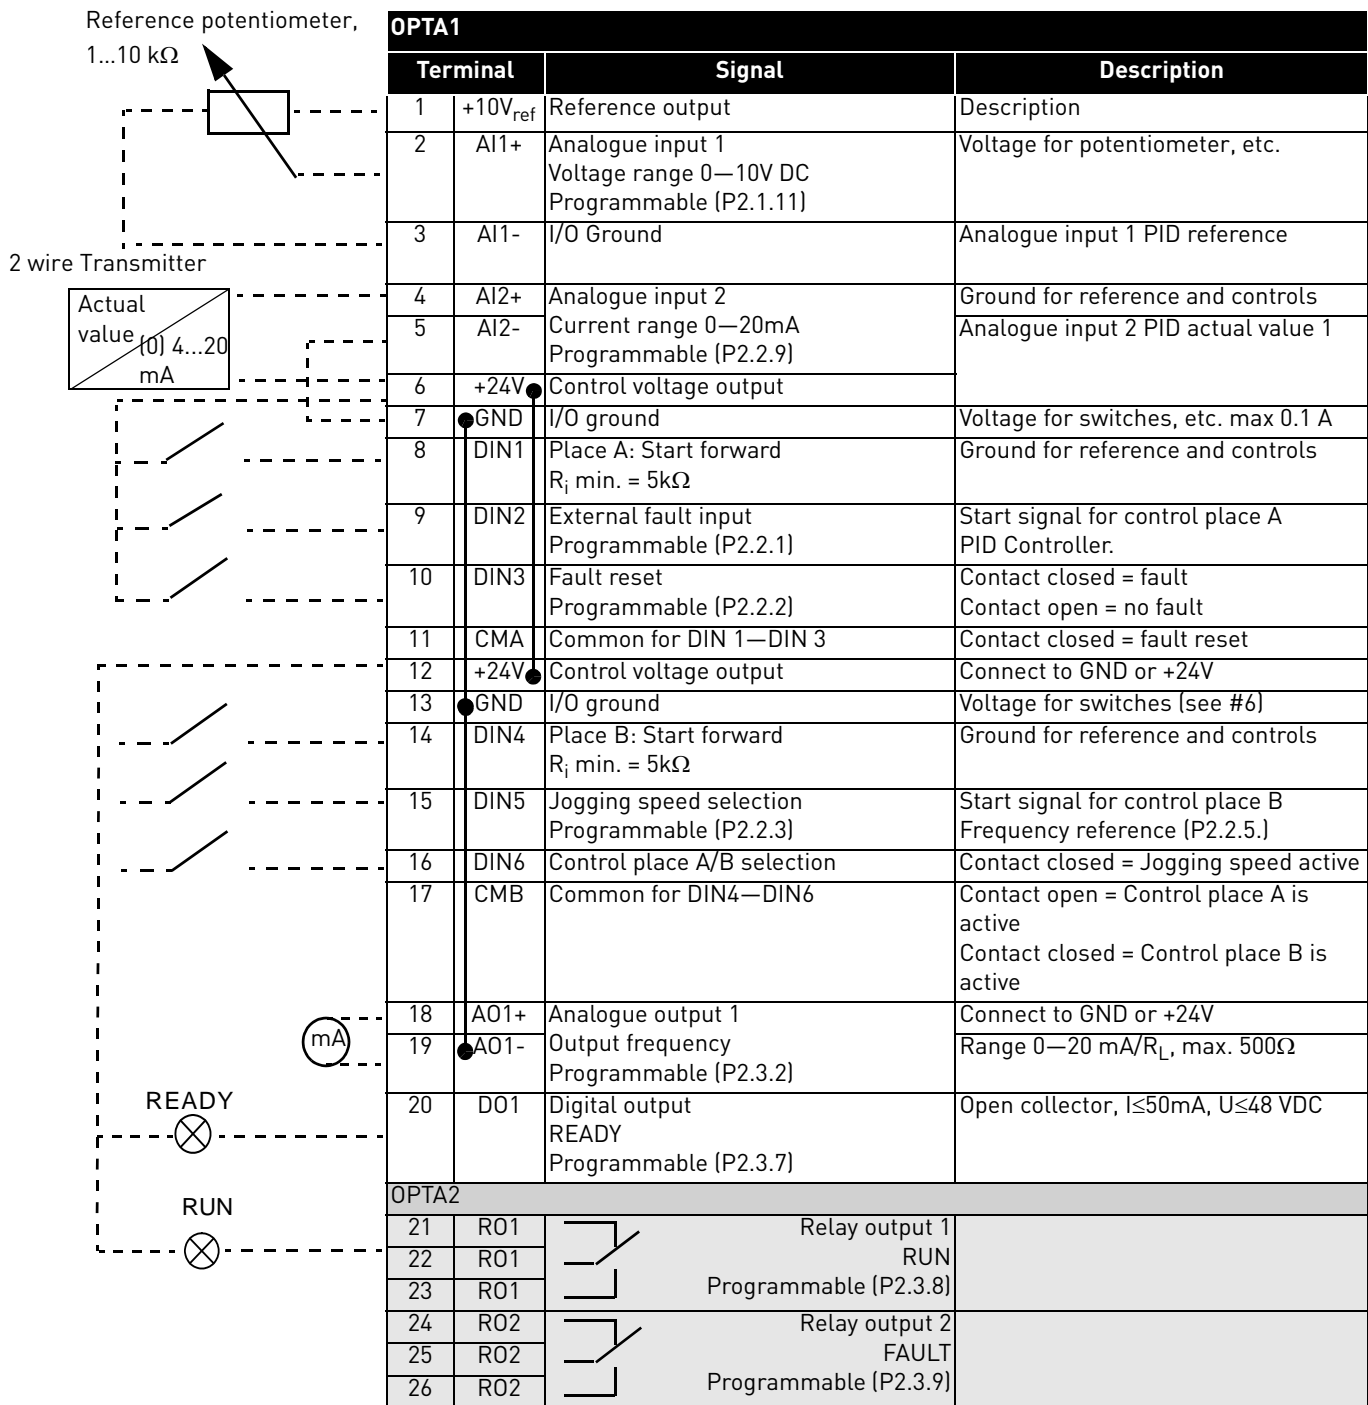 Reference potentiometer,
1...10 kΩ
2 wire Transmitter
Actual
value
(0) 4...20
mA
mA
READY
RUN
OPTA1
Terminal Signal Description
1 +10Vref Reference output Description
2 AI1+ Analogue input 1 Voltage for potentiometer, etc.
Voltage range 0—10V DC
Programmable (P2.1.11)
3 AI1- I/O Ground Analogue input 1 PID reference
4 AI2+ Analogue input 2 Ground for reference and controls
5 AI2- Current range 0—20mA Analogue input 2 PID actual value 1
Programmable (P2.2.9)
6 +24V Control voltage output
7 GND I/O ground Voltage for switches, etc. max 0.1 A
8 DIN1 Place A: Start forward Ground for reference and controls
Ri min. = 5kΩ
9 DIN2 External fault input Start signal for control place A
Programmable (P2.2.1) PID Controller.
10 DIN3 Fault reset Contact closed = fault
Programmable (P2.2.2) Contact open = no fault
11 CMA Common for DIN 1—DIN 3 Contact closed = fault reset
12 +24V Control voltage output Connect to GND or +24V
13 GND I/O ground Voltage for switches (see #6)
14 DIN4 Place B: Start forward Ground for reference and controls
Ri min. = 5kΩ
15 DIN5 Jogging speed selection Start signal for control place B
Programmable (P2.2.3) Frequency reference (P2.2.5.)
16 DIN6 Control place A/B selection Contact closed = Jogging speed active
17 CMB Common for DIN4—DIN6 Contact open = Control place A is
active
Contact closed = Control place B is
active
18 AO1+ Analogue output 1 Connect to GND or +24V
19 AO1- Output frequency Range 0—20 mA/RL, max. 500Ω
Programmable (P2.3.2)
20 DO1 Digital output Open collector, I≤50mA, U≤48 VDC
READY
Programmable (P2.3.7)
OPTA2
21 RO1 Relay output 1
22 RO1 RUN
23 RO1 Programmable (P2.3.8)
24 RO2 Relay output 2
25 RO2 FAULT
26 RO2 Programmable (P2.3.9)